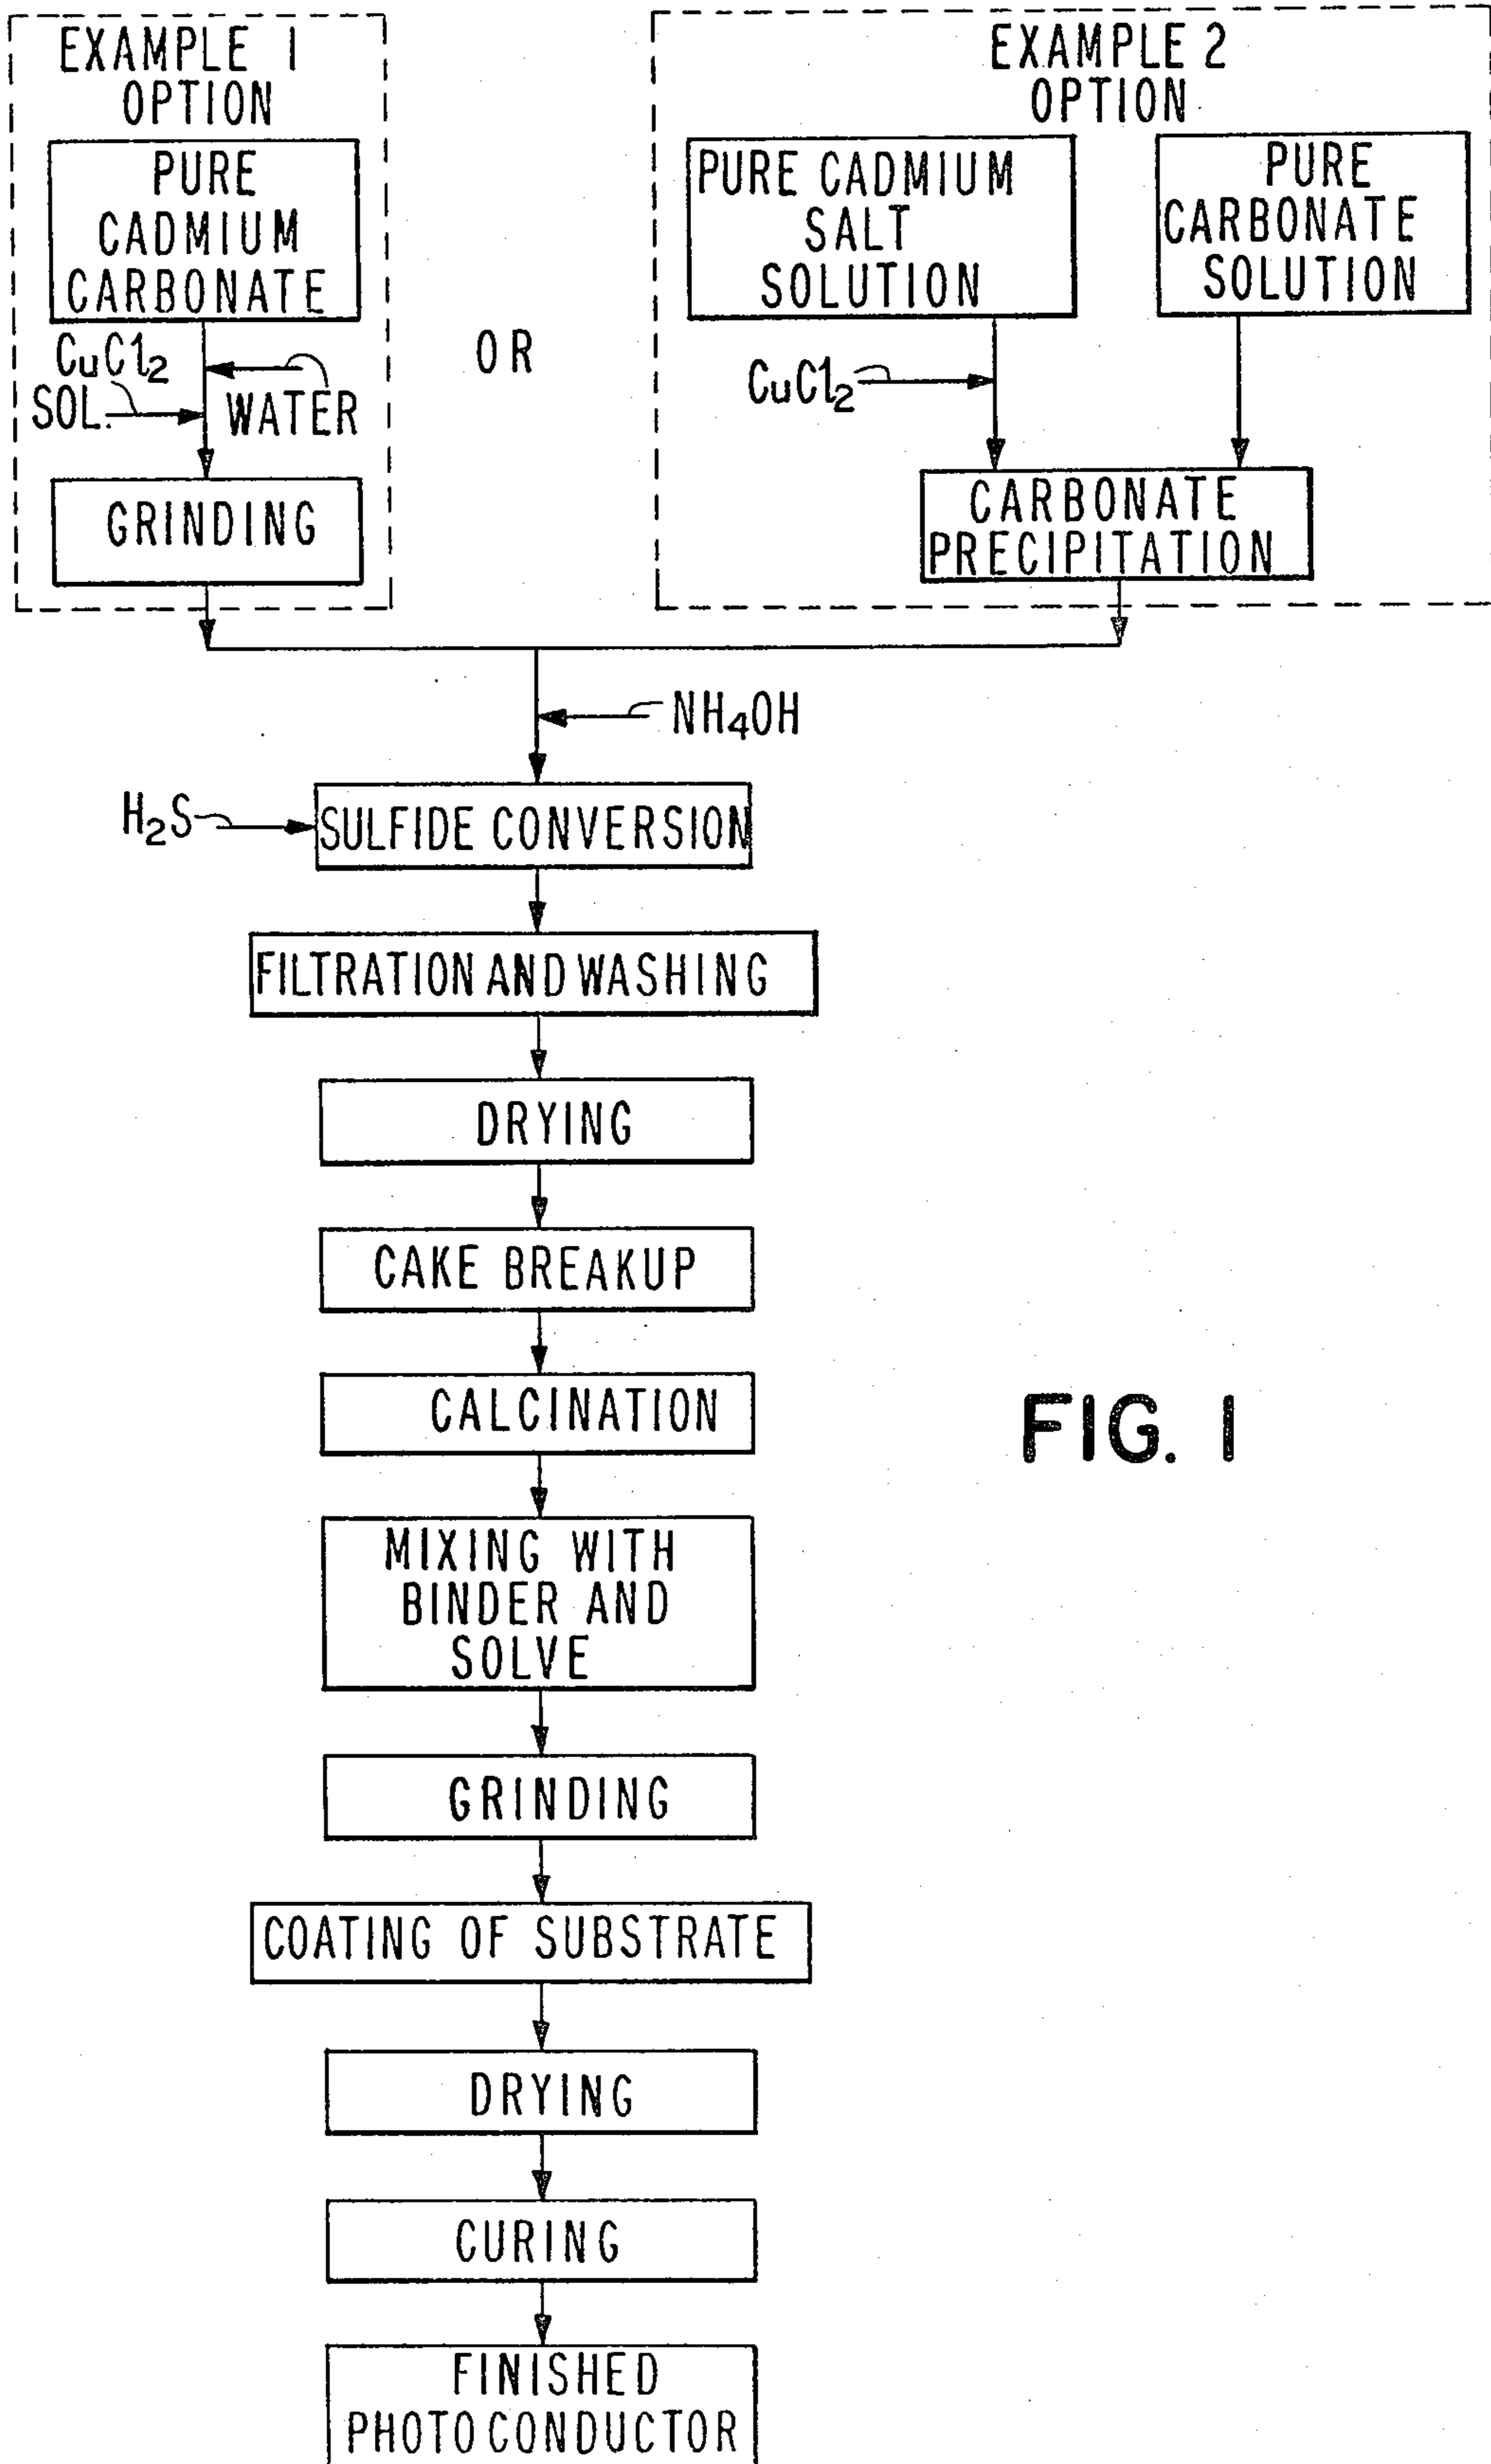 EXAMPLE 1
OPTION
PURE
CADMIUM
CARBONATE
CuCl2
SOL.
WATER
GRINDING
OR
EXAMPLE 2
OPTION
PURE CADMIUM
SALT
SOLUTION
PURE
CARBONATE
SOLUTION
CuCl2
CARBONATE
PRECIPITATION
NH4OH
H2S
SULFIDE CONVERSION
FILTRATION AND WASHING
DRYING
CAKE BREAKUP
CALCINATION
FIG. 1
MIXING WITH
BINDER AND
SOLVE
GRINDING
COATING OF SUBSTRATE
DRYING
CURING
FINISHED
PHOTOCONDUCTOR